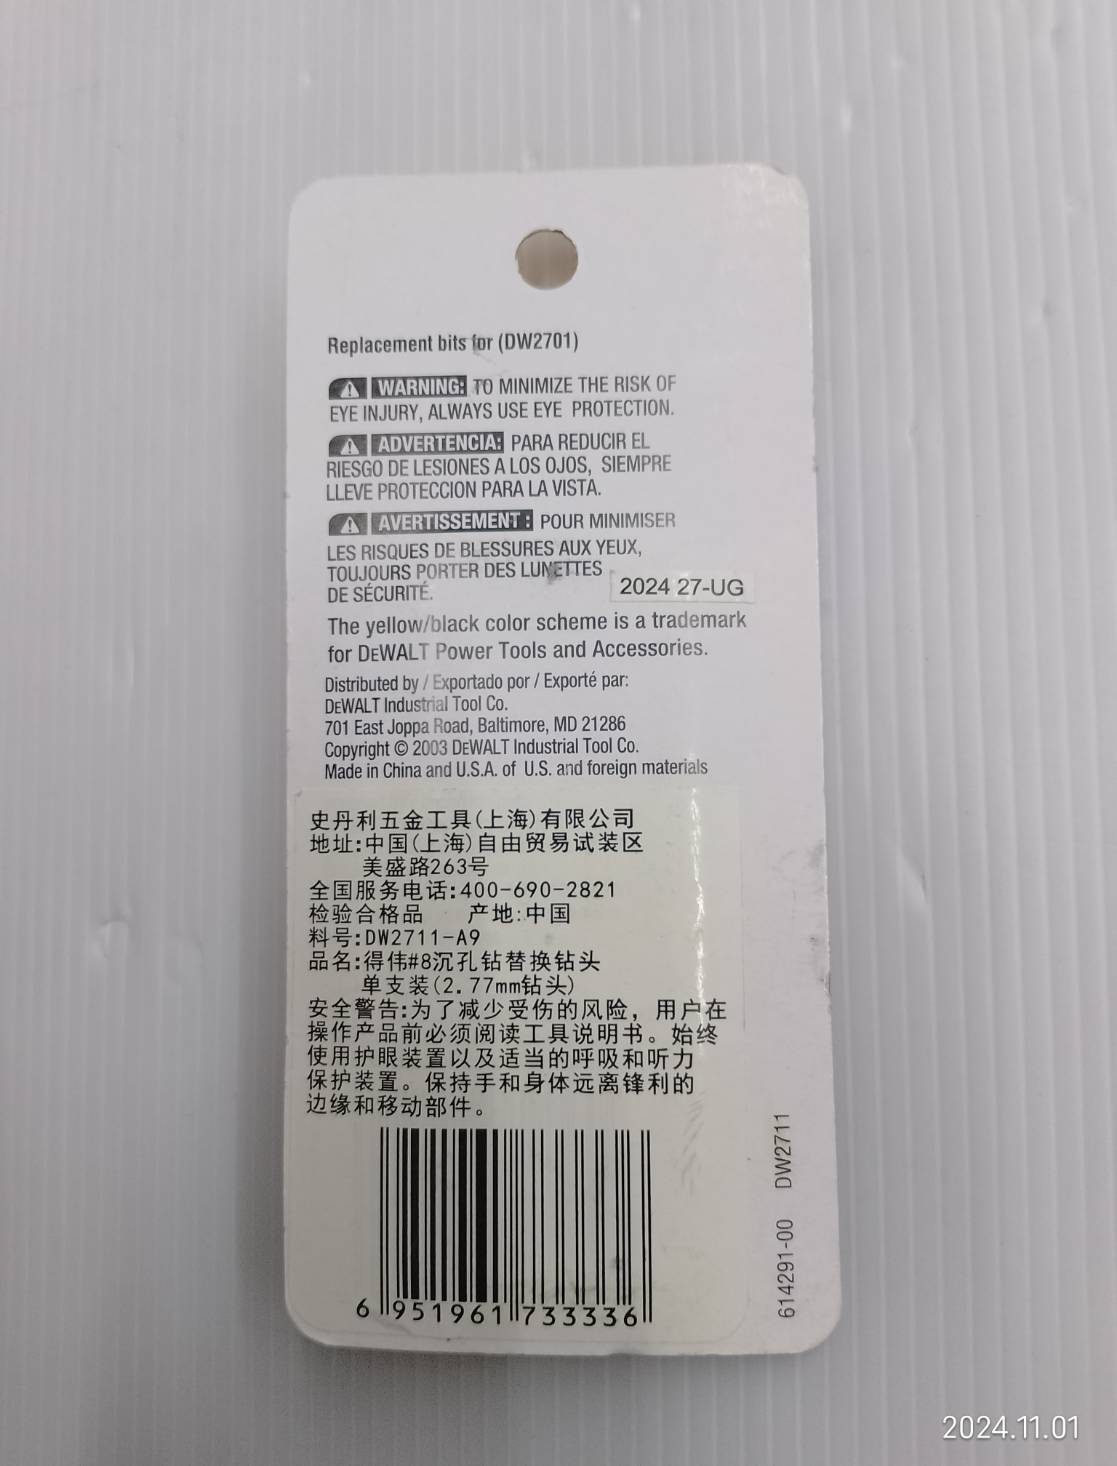 Replacement bits for (DW2701)
WARNING: TO MINIMIZE THE RISK OF
EYE INJURY, ALWAYS USE EYE PROTECTION.
ADVERTENCIA: PARA REDUCIR EL
RIESGO DE LESIONES A LOS OJOS, SIEMPRE
LLEVE PROTECCION PARA LA VISTA.
AVERTISSEMENT : POUR MINIMISER
LES RISQUES DE BLESSURES AUX YEUX,
TOUJOURS PORTER DES LUNETTES
DE SÉCURITÉ.
2024 27-UG
The yellow/black color scheme is a trademark
for DEWALT Power Tools and Accessories.
Distributed by / Exportado por / Exporté par:
DEWALT Industrial Tool Co.
701 East Joppa Road, Baltimore, MD 21286
Copyright © 2003 DEWALT Industrial Tool Co.
Made in China and U.S.A. of U.S. and foreign materials
史丹利五金工具(上海)有限公司
地址:中国(上海)自由贸易试装区
美盛路263号
全国服务电话:400-690-2821
检验合格品 产地:中国
料号:DW2711-A9
品名:得伟#8沉孔钻替换钻头
单支装(2.77mm钻头)
安全警告:为了减少受伤的风险，用户在
操作产品前必须阅读工具说明书。始终
使用护眼装置以及适当的呼吸和听力
保护装置。保持手和身体远离锋利的
边缘和移动部件。
6 951961 733336
614291-00 DW2711
2024.11.01